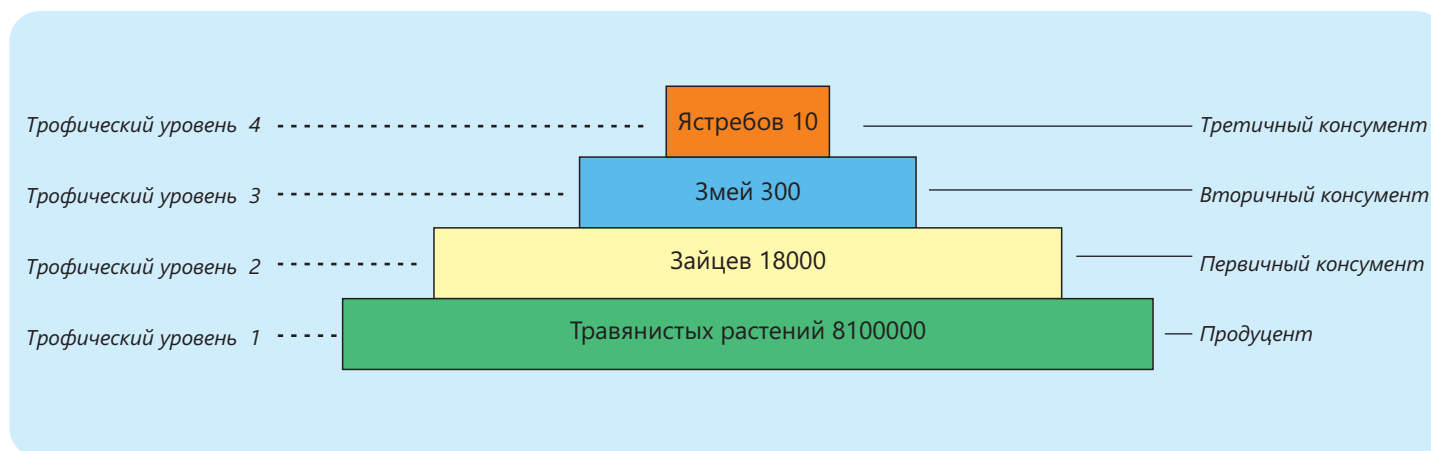 Трофический уровень 4
Ястребов 10
Третичный консумент
Трофический уровень 3
Змей 300
Вторичный консумент
Трофический уровень 2
Зайцев 18000
Первичный консумент
Трофический уровень 1
Травянистых растений 8100000
Продуцент